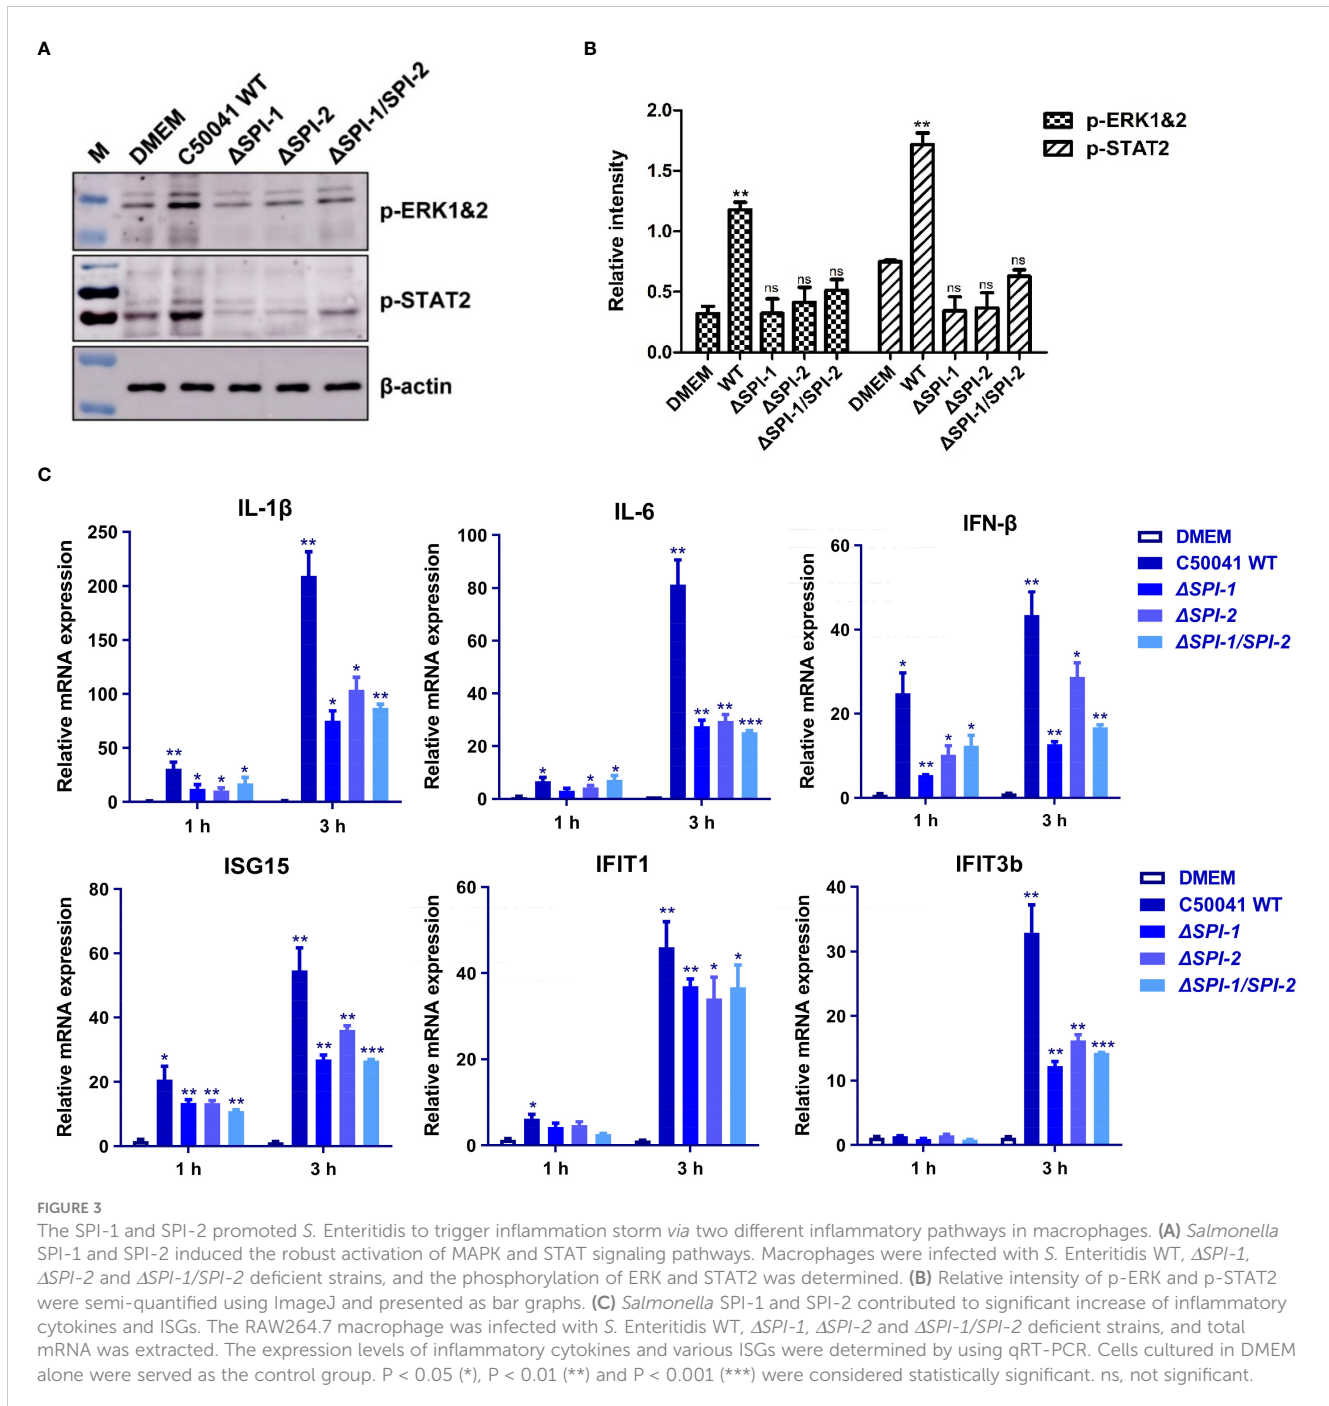 A
M
DMEM
C50041 WT
ΔSPI-1
ΔSPI-2
ΔSPI-1/SPI-2
p-ERK1&2
p-STAT2
β-actin
B
Relative intensity
2.0
1.5
1.0
0.5
0.0
**
ns
ns
ns
**
ns
ns
ns
DMEM
WT
ΔSPI-1
ΔSPI-2
ΔSPI-1/SPI-2
DMEM
WT
ΔSPI-1
ΔSPI-2
ΔSPI-1/SPI-2
p-ERK1&2
p-STAT2
C
IL-1β
Relative mRNA expression
250
200
150
100
50
0
**
*
*
*
**
*
*
**
1 h
3 h
IL-6
Relative mRNA expression
100
80
60
40
20
0
*
*
*
**
**
**
***
1 h
3 h
IFN-β
Relative mRNA expression
60
40
20
0
*
**
*
*
**
**
*
**
1 h
3 h
DMEM
C50041 WT
ΔSPI-1
ΔSPI-2
ΔSPI-1/SPI-2
ISG15
Relative mRNA expression
80
60
40
20
0
*
**
**
**
**
**
**
***
1 h
3 h
IFIT1
Relative mRNA expression
60
40
20
0
*
**
**
*
*
1 h
3 h
IFIT3b
Relative mRNA expression
40
30
20
10
0
**
**
**
***
1 h
3 h
DMEM
C50041 WT
ΔSPI-1
ΔSPI-2
ΔSPI-1/SPI-2
FIGURE 3
The SPI-1 and SPI-2 promoted S. Enteritidis to trigger inflammation storm via two different inflammatory pathways in macrophages. (A) Salmonella
SPI-1 and SPI-2 induced the robust activation of MAPK and STAT signaling pathways. Macrophages were infected with S. Enteritidis WT, ΔSPI-1,
ΔSPI-2 and ΔSPI-1/SPI-2 deficient strains, and the phosphorylation of ERK and STAT2 was determined. (B) Relative intensity of p-ERK and p-STAT2
were semi-quantified using ImageJ and presented as bar graphs. (C) Salmonella SPI-1 and SPI-2 contributed to significant increase of inflammatory
cytokines and ISGs. The RAW264.7 macrophage was infected with S. Enteritidis WT, ΔSPI-1, ΔSPI-2 and ΔSPI-1/SPI-2 deficient strains, and total
mRNA was extracted. The expression levels of inflammatory cytokines and various ISGs were determined by using qRT-PCR. Cells cultured in DMEM
alone were served as the control group. P < 0.05 (*), P < 0.01 (**) and P < 0.001 (***) were considered statistically significant. ns, not significant.